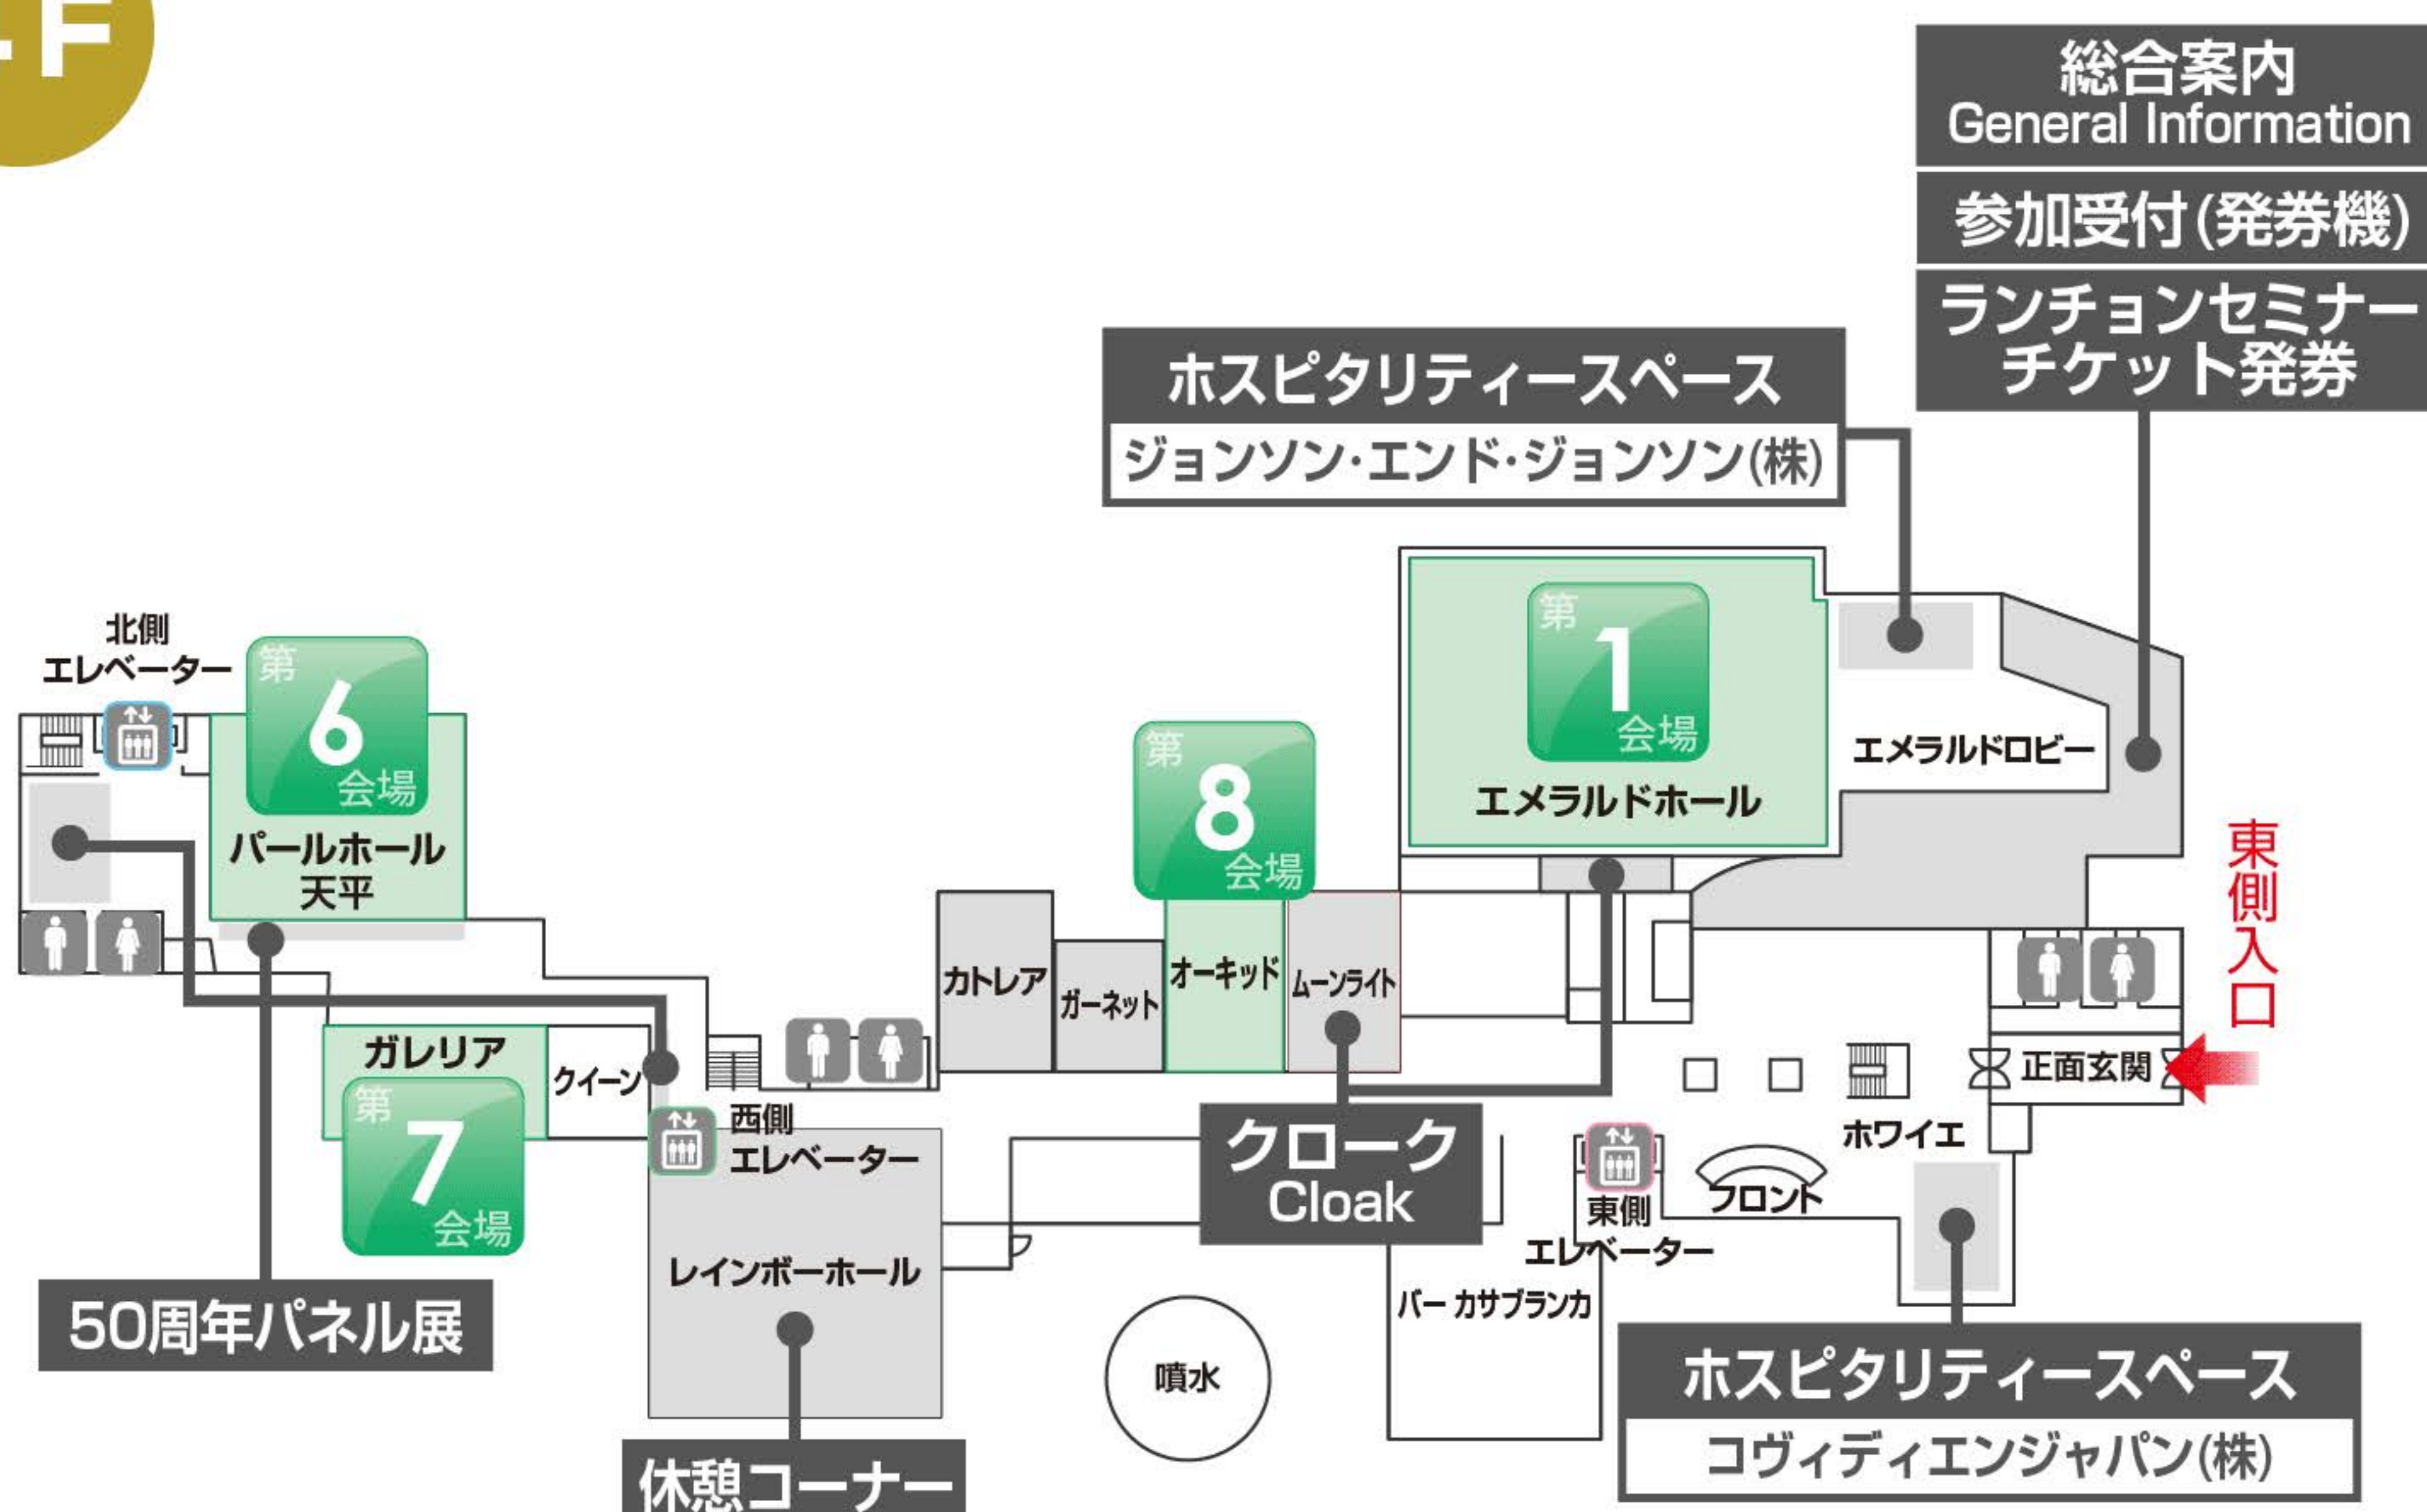 F
総合案内
General Information
参加受付(発券機)
ランチョンセミナー
チケット発券
ホスピタリティースペース
ジョンソン・エンド・ジョンソン(株)
北側
エレベーター
第
6
会場
パールホール
天平
第
8
会場
第
1
会場
エメラルドホール
エメラルドロビー
東側入口
カトレア
ガーネット
オーキッド
ムーンライト
ガレリア
クイーン
第
7
会場
西側
エレベーター
正面玄関
ホワイエ
クローク
Cloak
フロント
東側
エレベーター
レインボーホール
バー カサブランカ
50周年パネル展
噴水
ホスピタリティースペース
コヴィディエンジャパン(株)
休憩コーナー